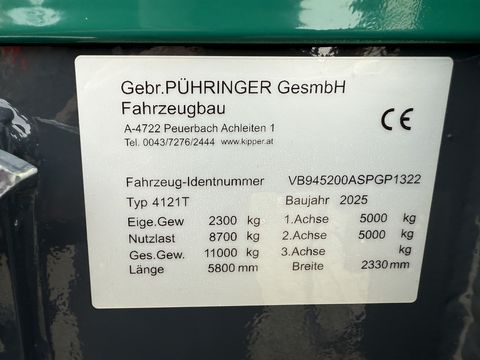 Gebr.PÜHRINGER GesmbH
Fahrzeugbau
A-4722 Peuerbach Achleiten 1
Tel. 0043/7276/2444 www.kipper.at
CE
Fahrzeug-Identnummer VB945200ASPGP1322
Typ 4121T Baujahr 2025
Eige.Gew 2300 kg 1.Achse 5000 kg
Nutzlast 8700 kg 2.Achse 5000 kg
Ges.Gew. 11000 kg 3.Achse kg
Länge 5800 mm Breite 2330 mm